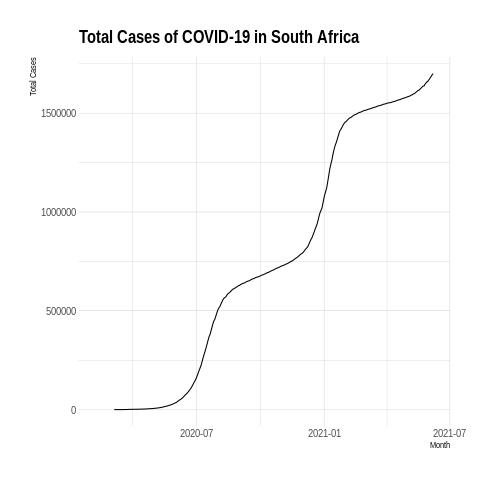 Total Cases of COVID-19 in South Africa
Total Cases
1500000
1000000
500000
0
2020-07
2021-01
2021-07
Month